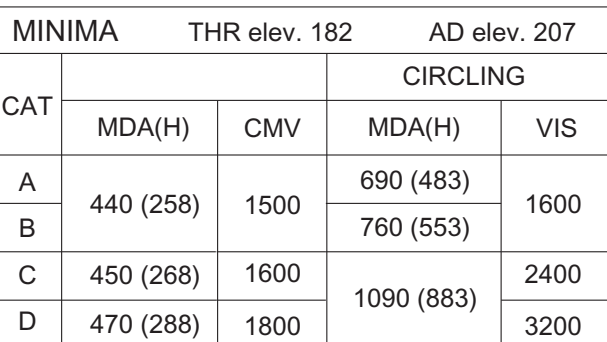 MINIMA THR elev. 182 AD elev. 207
CAT CIRCLING
MDA(H) CMV MDA(H) VIS
A 440 (258) 1500 690 (483) 1600
B 760 (553)
C 450 (268) 1600 1090 (883) 2400
D 470 (288) 1800 3200